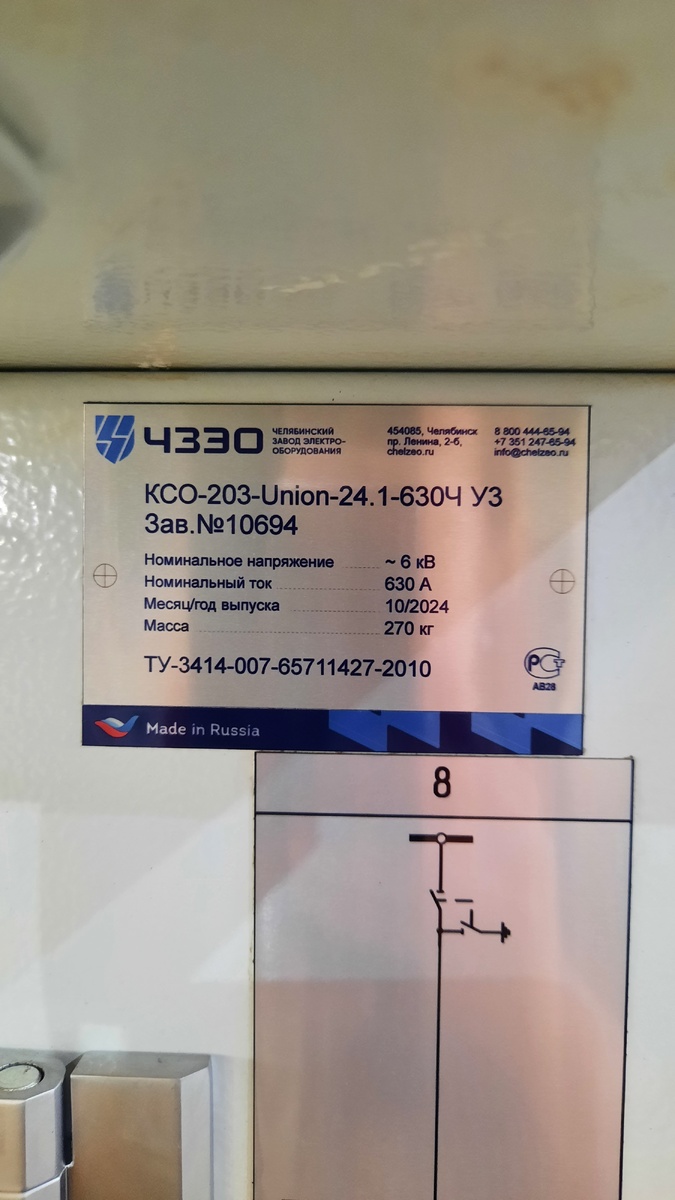 ЧЗЭО
ЧЕЛЯБИНСКИЙ
ЗАВОД ЭЛЕКТРО-
ОБОРУДОВАНИЯ
454085, Челябинск
пр. Ленина, 2-б,
chelzeo.ru
8 800 444-65-94
+7 351 247-65-94
info@chelzeo.ru
КСО-203-Union-24.1-630Ч У3
Зав.№10694
Номинальное напряжение ~ 6 кВ
Номинальный ток 630 А
Месяц/год выпуска 10/2024
Масса 270 кг
ТУ-3414-007-65711427-2010
РСТ
АВ28
Made in Russia
8